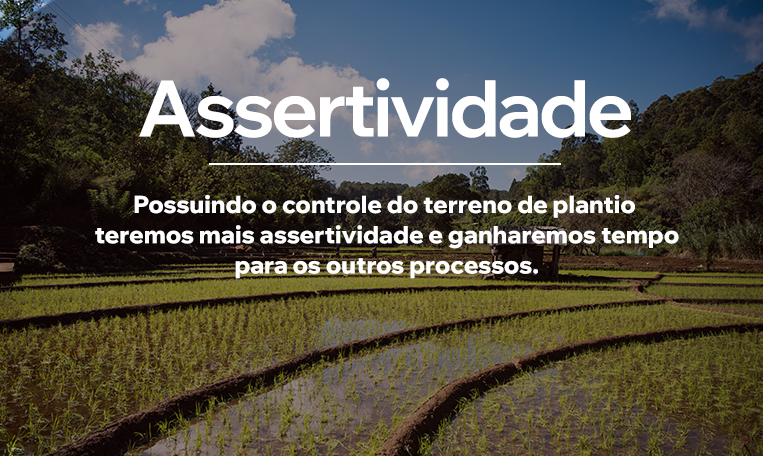 Assertividade
Possuindo o controle do terreno de plantio
teremos mais assertividade e ganharemos tempo
para os outros processos.